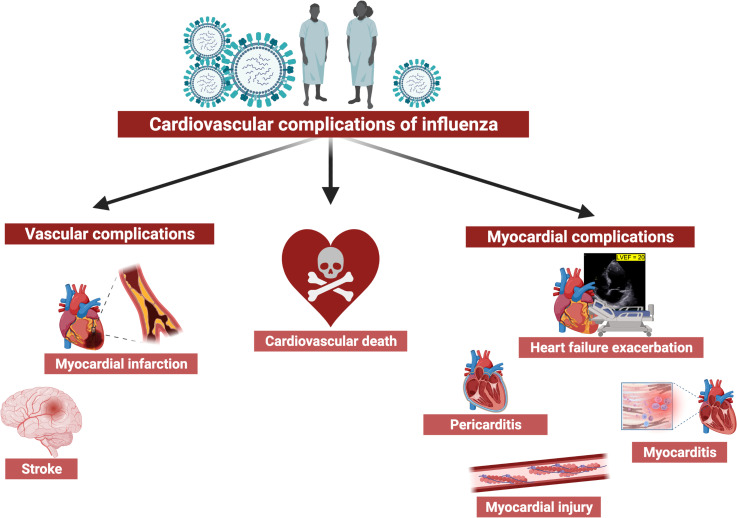 Cardiovascular complications of influenza
Vascular complications
Myocardial complications
LVEF = 20
Myocardial infarction
Cardiovascular death
Heart failure exacerbation
Pericarditis
Myocarditis
Stroke
Myocardial injury